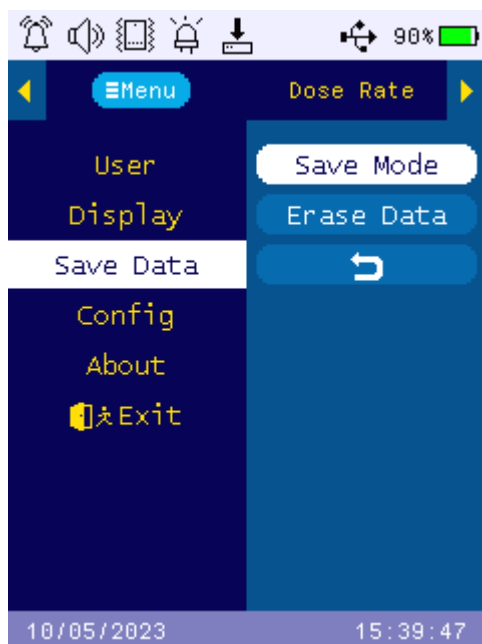 90%
Menu Dose Rate
User Save Mode
Display Erase Data
Save Data
Config
About
Exit
10/05/2023 15:39:47